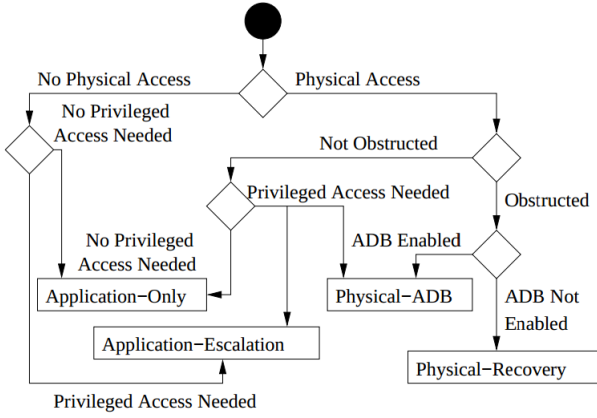 No Physical Access
Physical Access
No Privileged
Access Needed
Not Obstructed
Privileged Access Needed
Obstructed
No Privileged
Access Needed
ADB Enabled
Application−Only
Physical−ADB
ADB Not
Enabled
Application−Escalation
Physical−Recovery
Privileged Access Needed